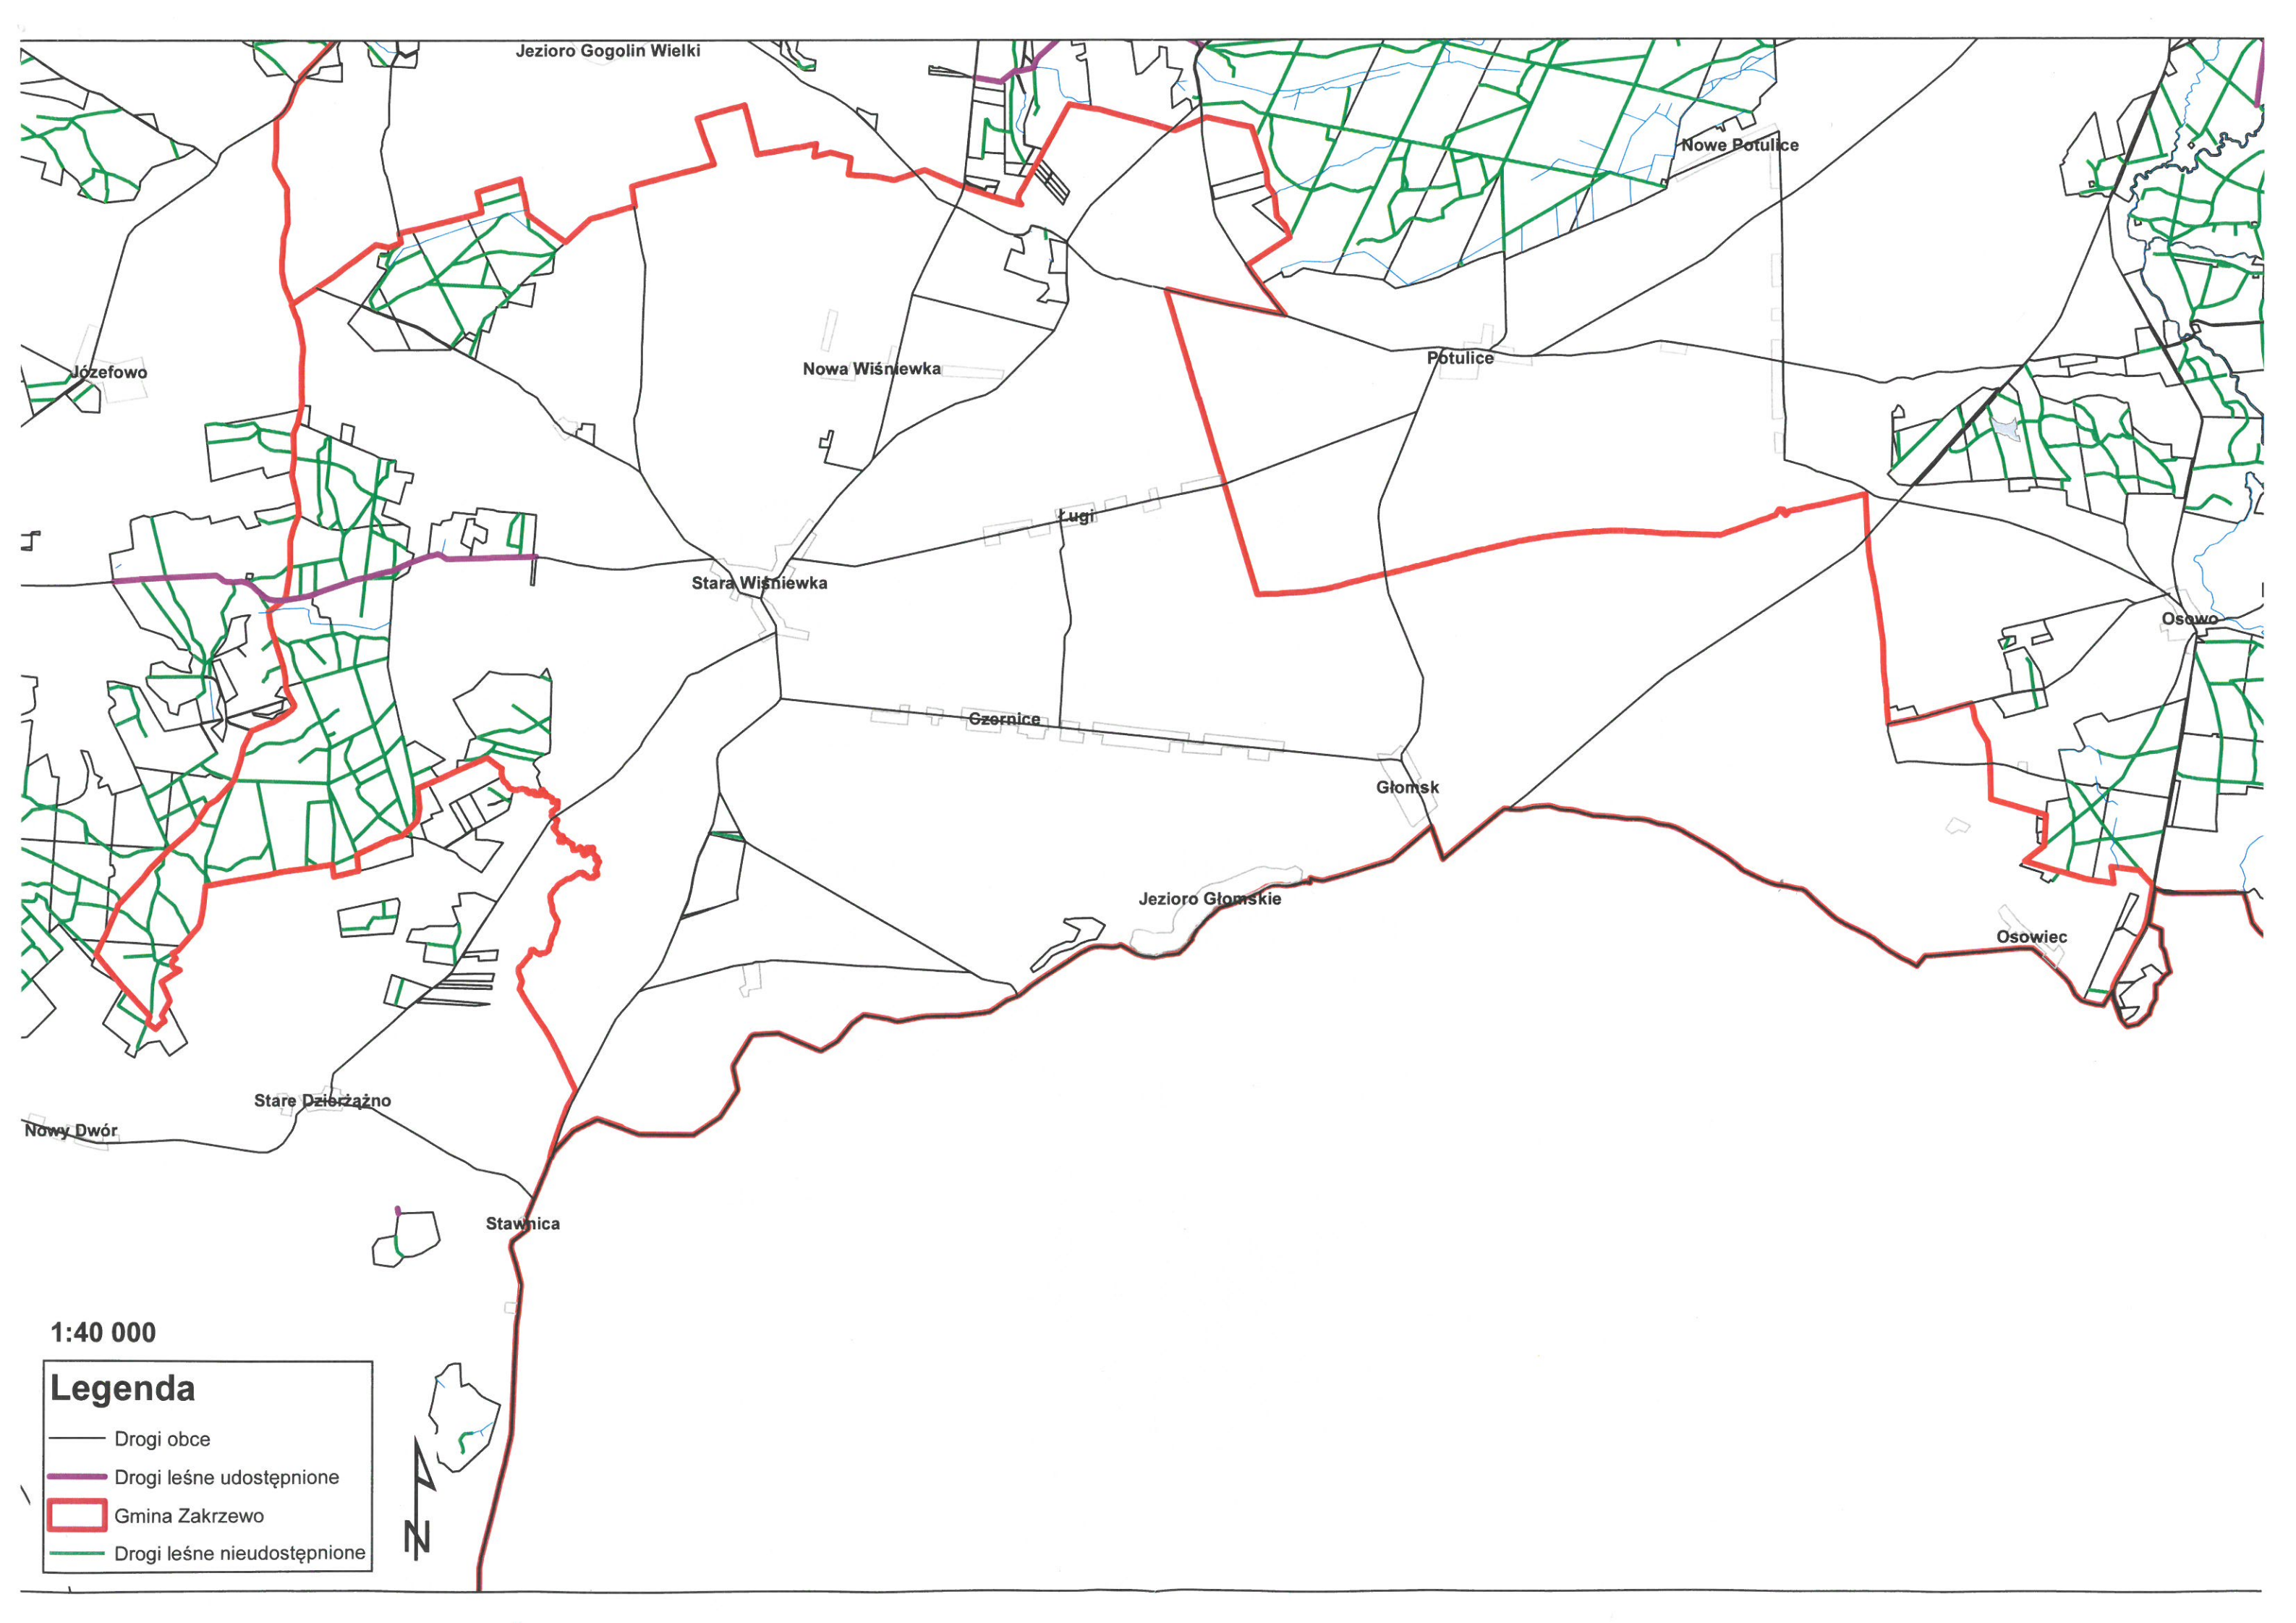 Jezioro Gogolin Wielki
Nowe Potulice
Józefowo
Nowa Wiśniewka
Potulice
Ługi
Stara Wiśniewka
Osowo
Czernice
Głomsk
Jezioro Głomskie
Osowiec
Stare Dzierżążno
Nowy Dwór
Stawnica
1:40 000
Legenda
Drogi obce
Drogi leśne udostępnione
Gmina Zakrzewo
Drogi leśne nieudostępnione
N